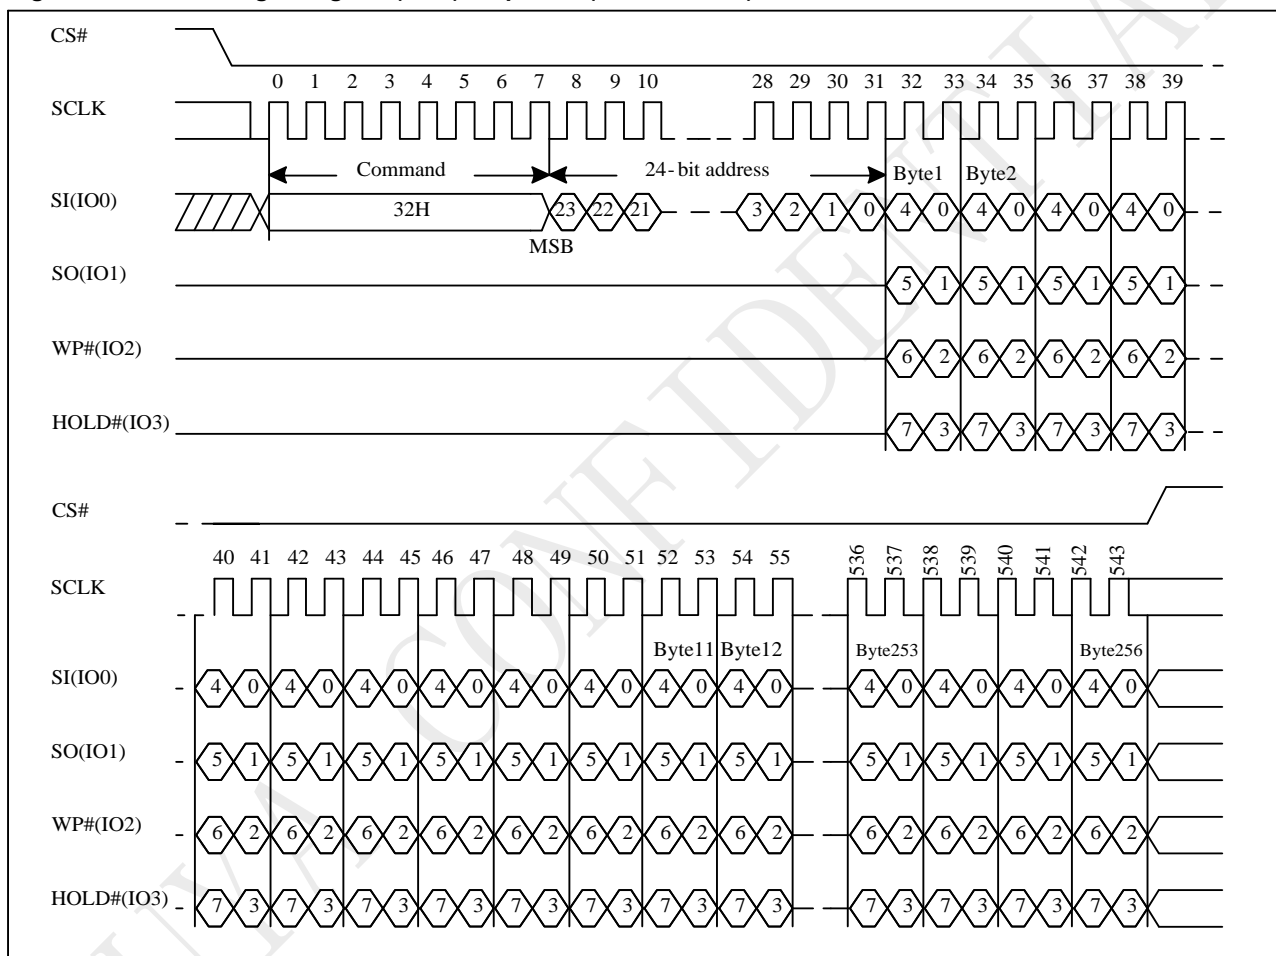 CS#
0 1 2 3 4 5 6 7 8 9 10 28 29 30 31 32 33 34 35 36 37 38 39
SCLK
Command 24-bit address Byte1 Byte2
SI(IO0) 32H 23 22 21 3 2 1 0 4 0 4 0 4 0 4 0
MSB
SO(IO1) 5 1 5 1 5 1 5 1
WP#(IO2) 6 2 6 2 6 2 6 2
HOLD#(IO3) 7 3 7 3 7 3 7 3
CS#
40 41 42 43 44 45 46 47 48 49 50 51 52 53 54 55 536 537 538 539 540 541 542 543
SCLK
Byte11 Byte12 Byte253 Byte256
SI(IO0) 4 0 4 0 4 0 4 0 4 0 4 0 4 0 4 0 4 0 4 0 4 0 4 0
SO(IO1) 5 1 5 1 5 1 5 1 5 1 5 1 5 1 5 1 5 1 5 1 5 1 5 1
WP#(IO2) 6 2 6 2 6 2 6 2 6 2 6 2 6 2 6 2 6 2 6 2 6 2 6 2
HOLD#(IO3) 7 3 7 3 7 3 7 3 7 3 7 3 7 3 7 3 7 3 7 3 7 3 7 3